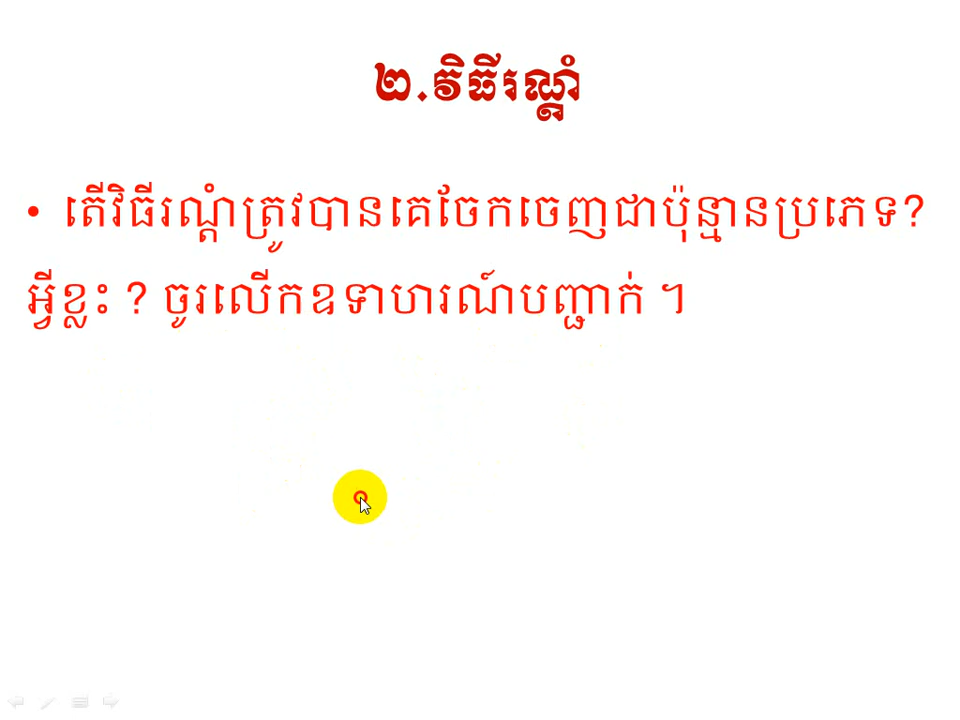 ២.វិធីរណ្ដំ
• តើវិធីរណ្ដំត្រូវបានគេចែកចេញជាប៉ុន្មានប្រភេទ?
អ្វីខ្លះ ? ចូរលើកឧទាហរណ៍បញ្ជាក់ ។